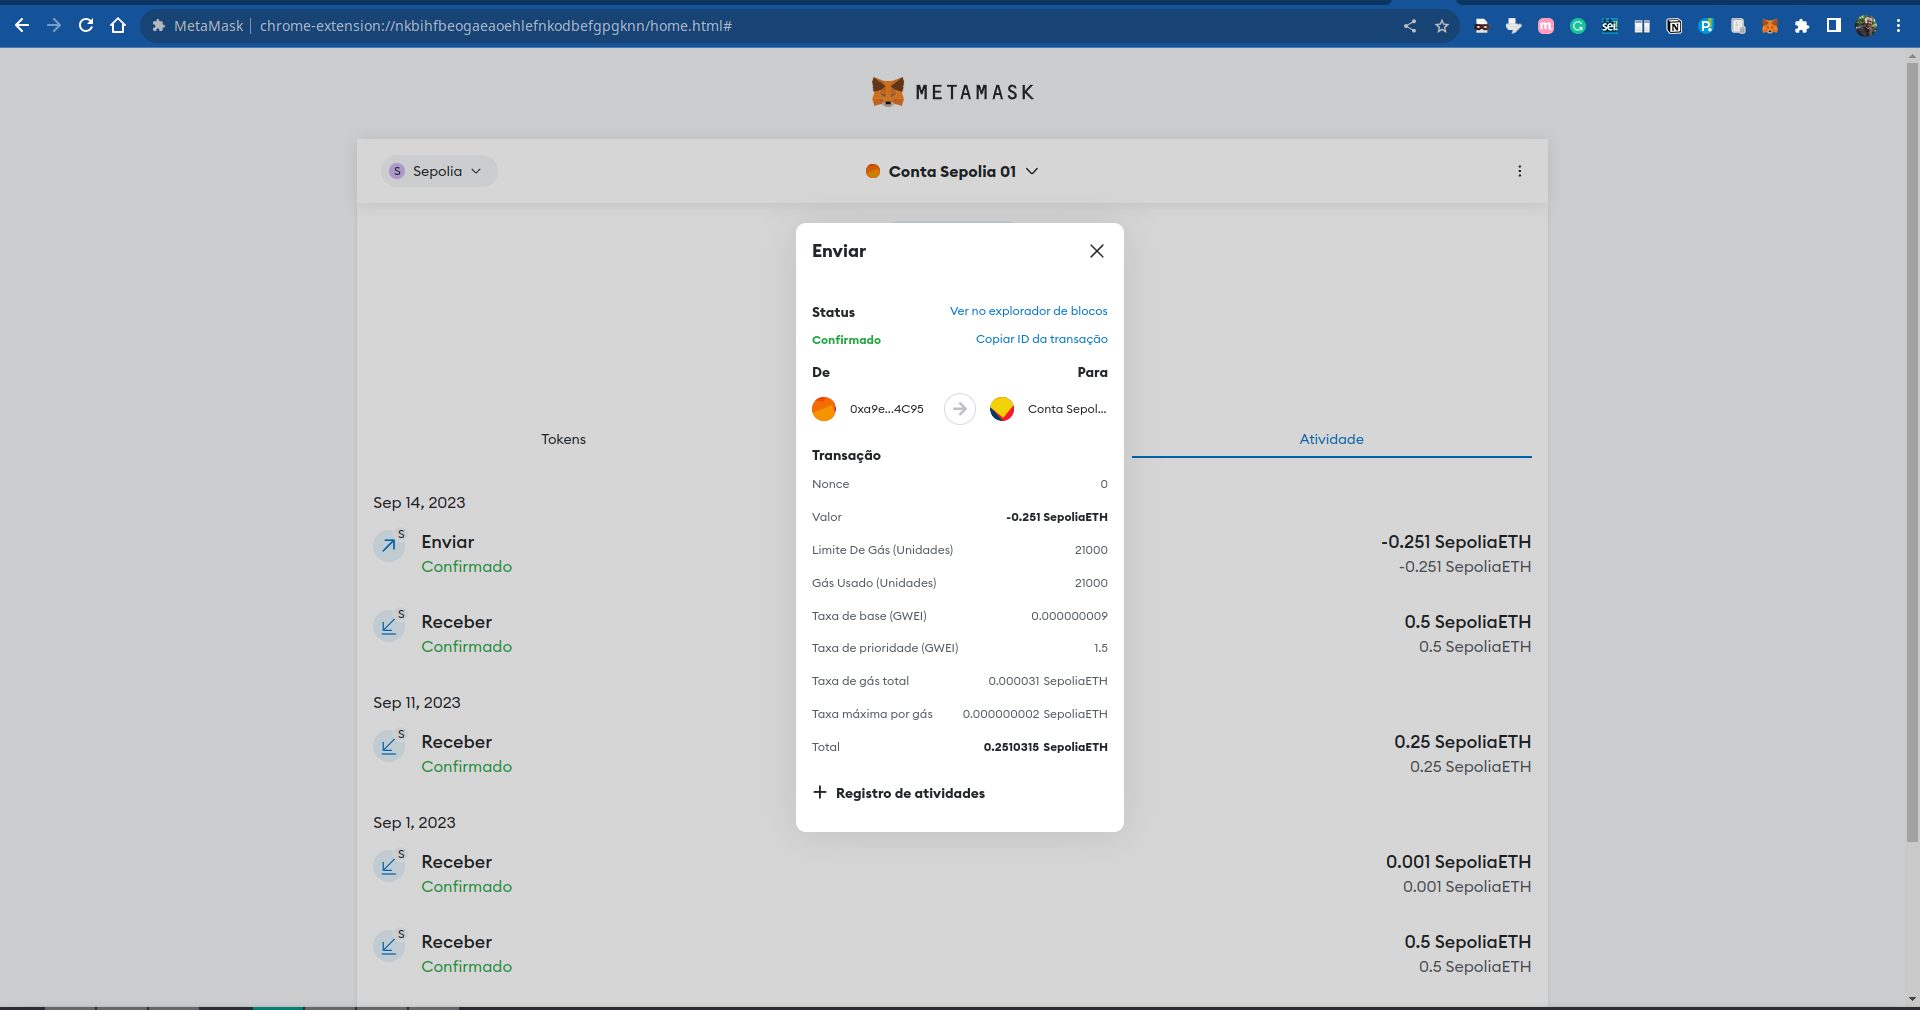 MetaMask | chrome-extension://nkbihfbeogaeaoehlefnkodbefgpgknn/home.html#
METAMASK
S Sepolia
Conta Sepolia 01
Enviar
Status
Ver no explorador de blocos
Confirmado
Copiar ID da transação
De
Para
0xa9e...4C95
Conta Sepol...
Transação
Nonce 0
Valor -0.251 SepoliaETH
Limite De Gás (Unidades) 21000
Gás Usado (Unidades) 21000
Taxa de base (GWEI) 0.000000009
Taxa de prioridade (GWEI) 1.5
Taxa de gás total 0.000031 SepoliaETH
Taxa máxima por gás 0.000000002 SepoliaETH
Total 0.2510315 SepoliaETH
+ Registro de atividades
Tokens
Atividade
Sep 14, 2023
S
Enviar -0.251 SepoliaETH
Confirmado -0.251 SepoliaETH
S
Receber 0.5 SepoliaETH
Confirmado 0.5 SepoliaETH
Sep 11, 2023
S
Receber 0.25 SepoliaETH
Confirmado 0.25 SepoliaETH
Sep 1, 2023
S
Receber 0.001 SepoliaETH
Confirmado 0.001 SepoliaETH
S
Receber 0.5 SepoliaETH
Confirmado 0.5 SepoliaETH